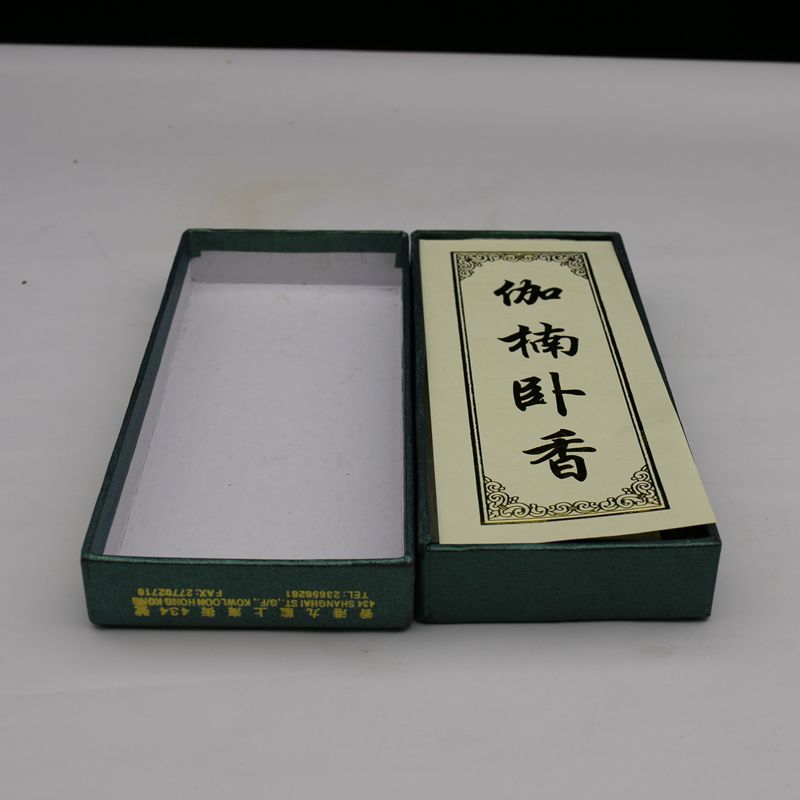 伽
楠
卧
香
香港九龍上海街434號
434 SHANGHAI ST., G/F., KOWLOON HONG KONG
TEL: 23856261 FAX: 27702710